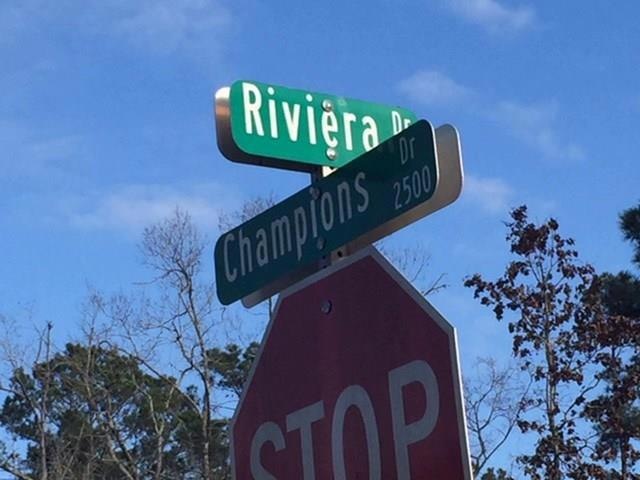 Riviera Dr
Champions Dr
2500
STOP